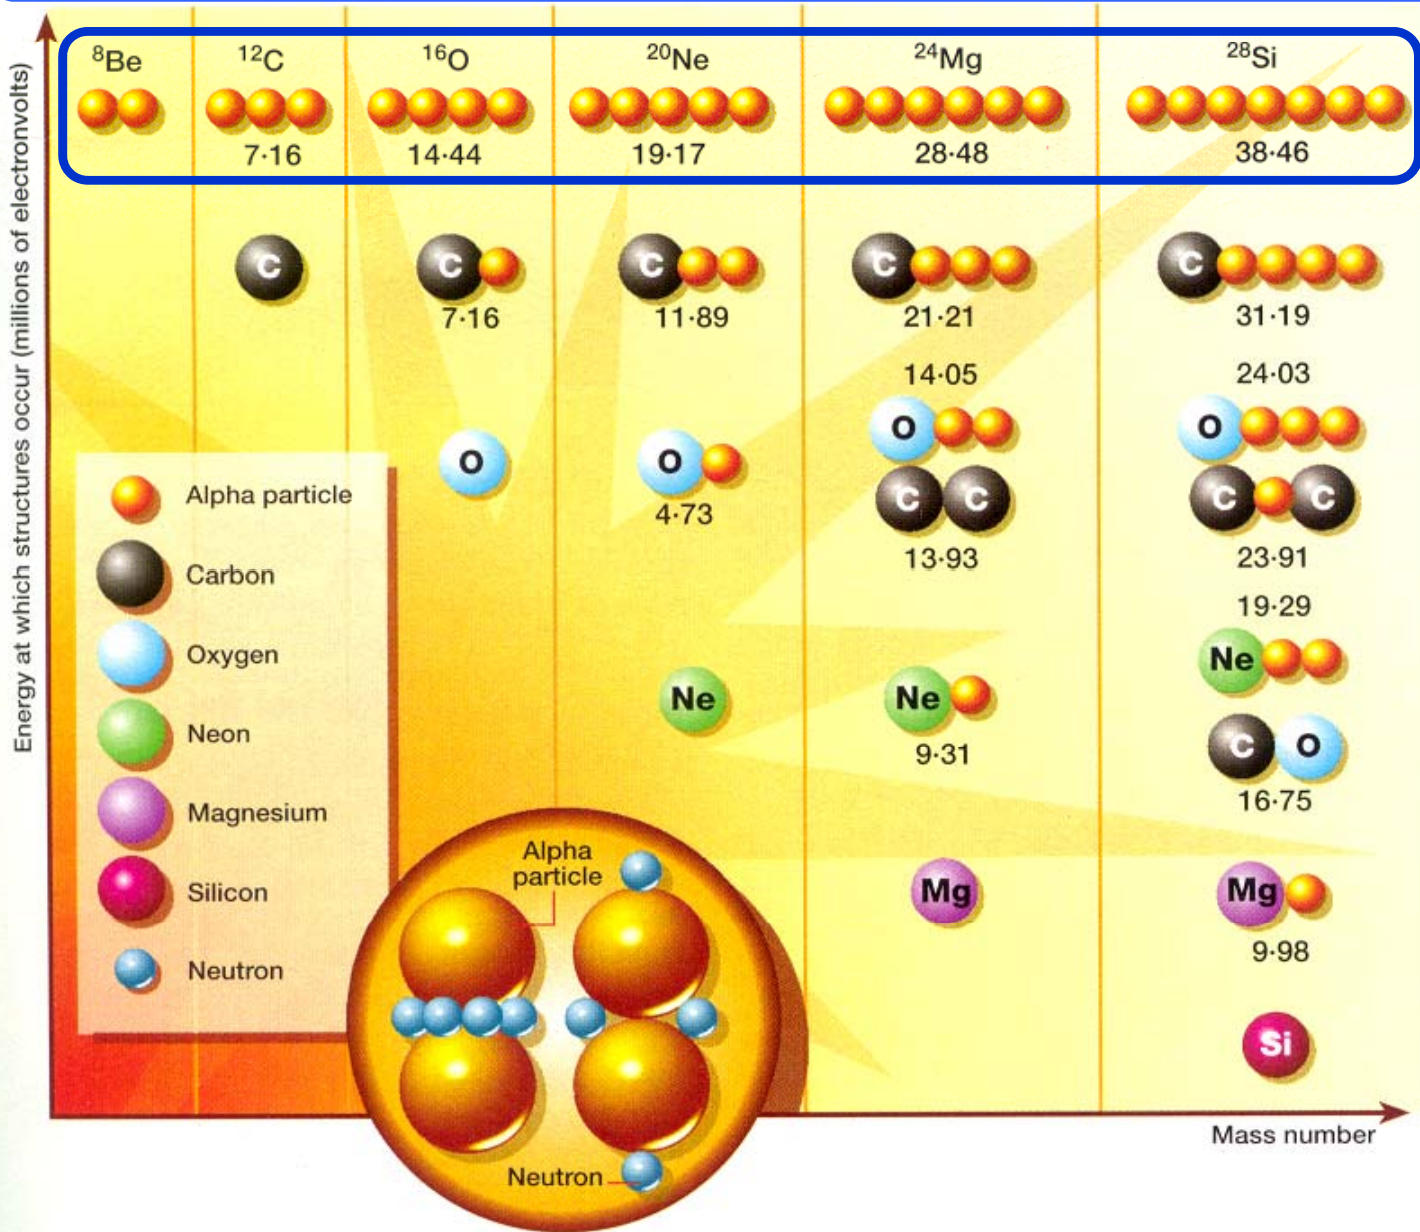 Energy at which structures occur (millions of electronvolts)
⁸Be ¹²C ¹⁶O ²⁰Ne ²⁴Mg ²⁸Si
7·16 14·44 19·17 28·48 38·46
C C C C C
7·16 11·89 21·21 31·19
14·05 24·03
O O O O
C C C C
4·73
13·93 23·91
19·29
Ne Ne Ne
9·31
C O
16·75
Mg Mg
9·98
Si
Alpha particle
Carbon
Oxygen
Neon
Magnesium
Silicon
Neutron
Alpha
particle
Neutron
Mass number